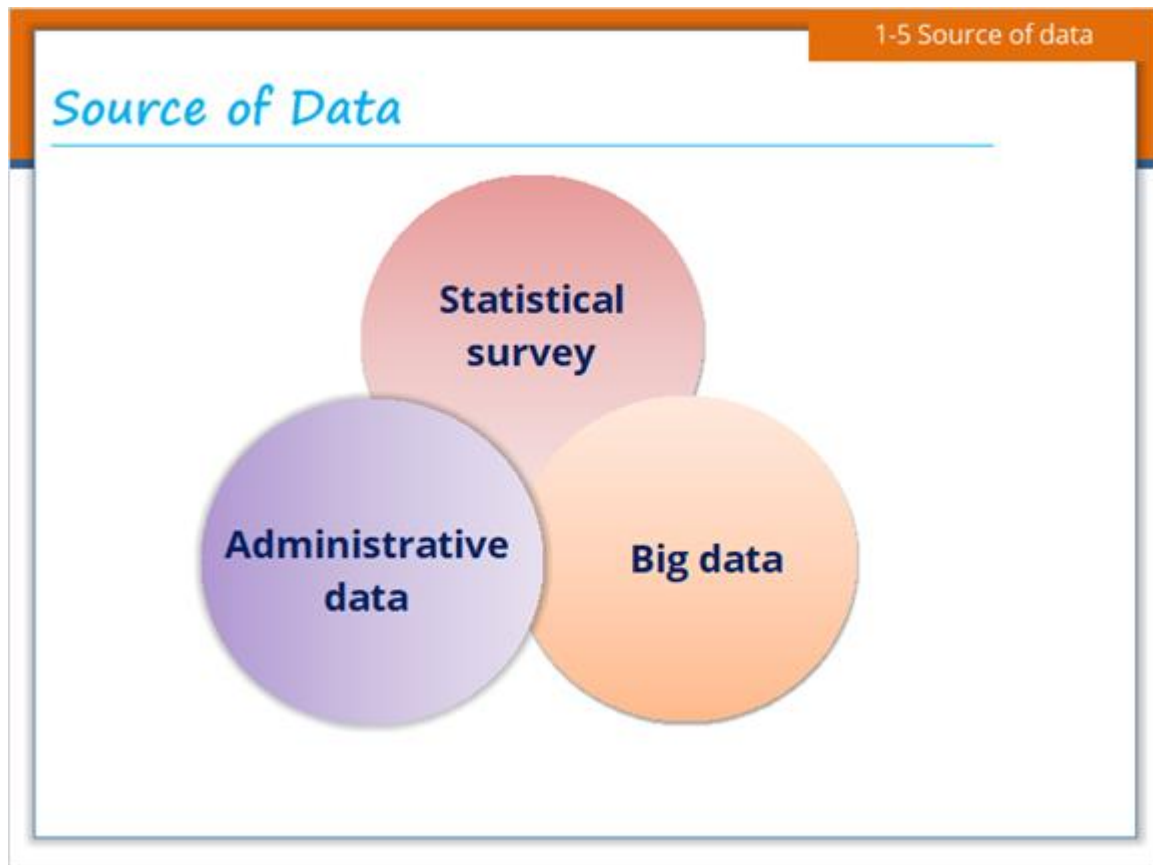 1-5 Source of data
Source of Data
Statistical
survey
Administrative
data
Big data